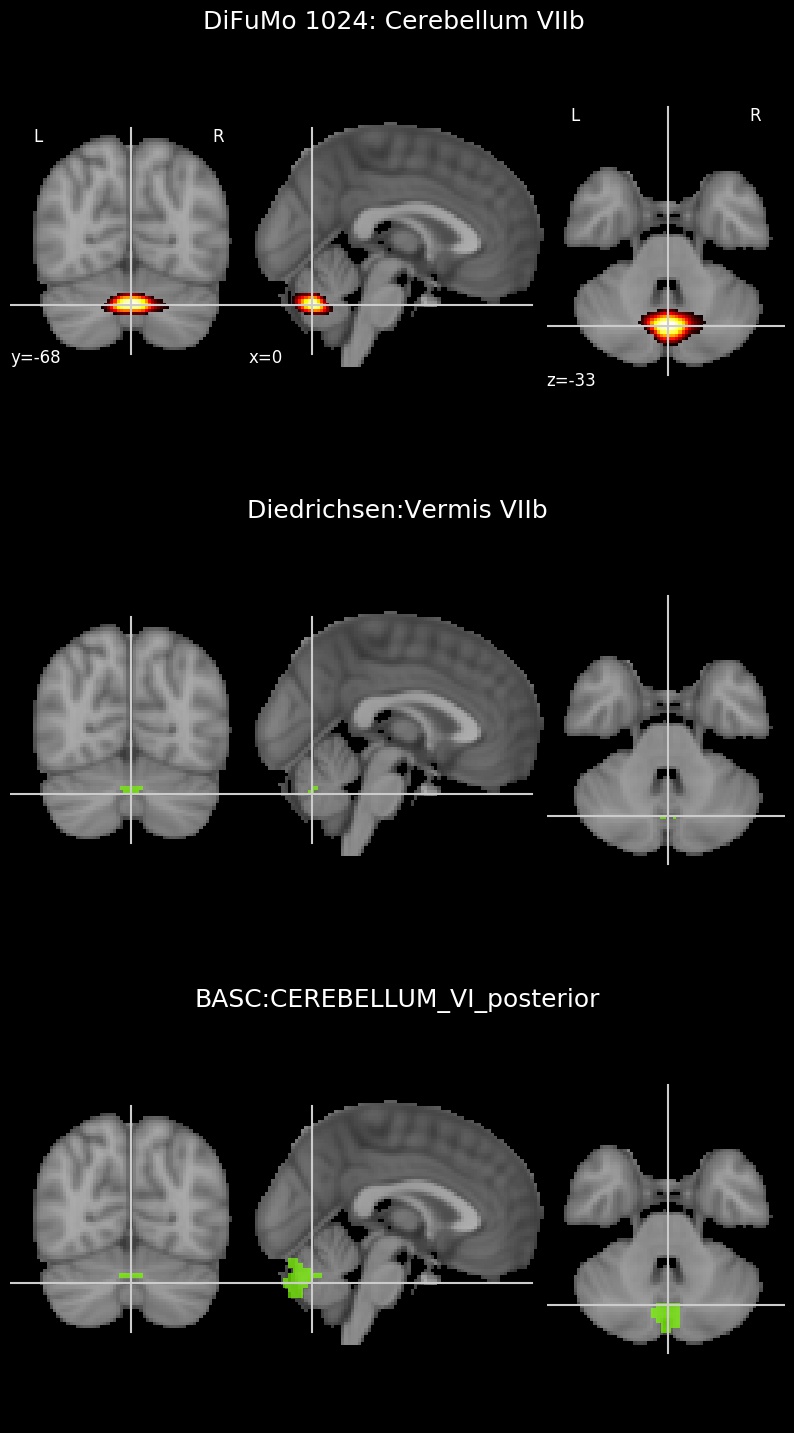 DiFuMo 1024: Cerebellum VIIb
L R L R
y=-68 x=0 z=-33
Diedrichsen:Vermis VIIb
BASC:CEREBELLUM_VI_posterior